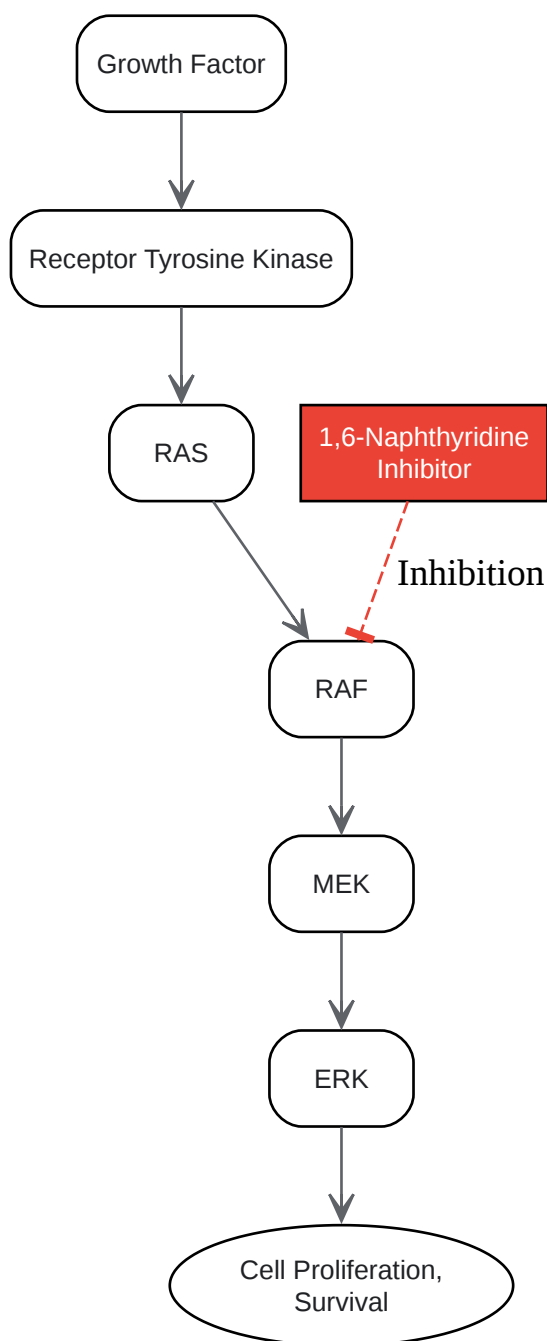 Growth Factor
Receptor Tyrosine Kinase
RAS
1,6-Naphthyridine
Inhibitor
Inhibition
RAF
MEK
ERK
Cell Proliferation,
Survival